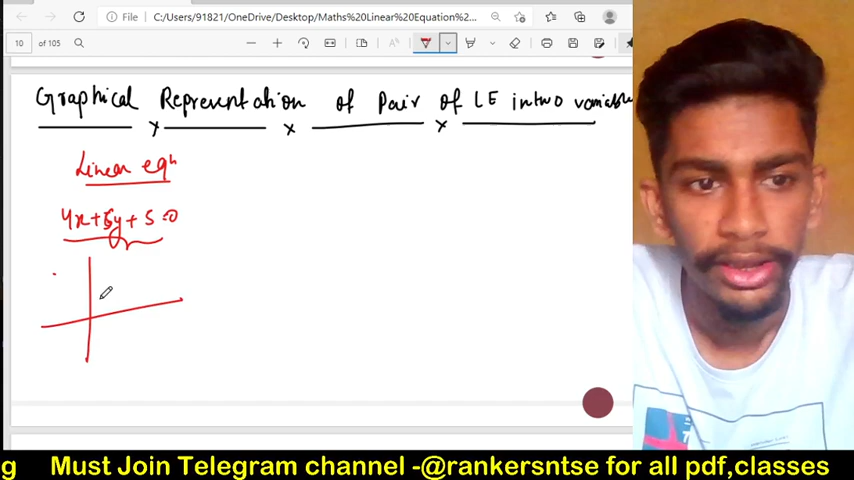 File
C:/Users/91821/OneDrive/Desktop/Maths%20Linear%20Equation%2...
10 of 105
Graphical Representation of Pair of LE in two variable
Linear eqn
4x+5y+5=0
g Must Join Telegram channel -@rankersntse for all pdf,classes